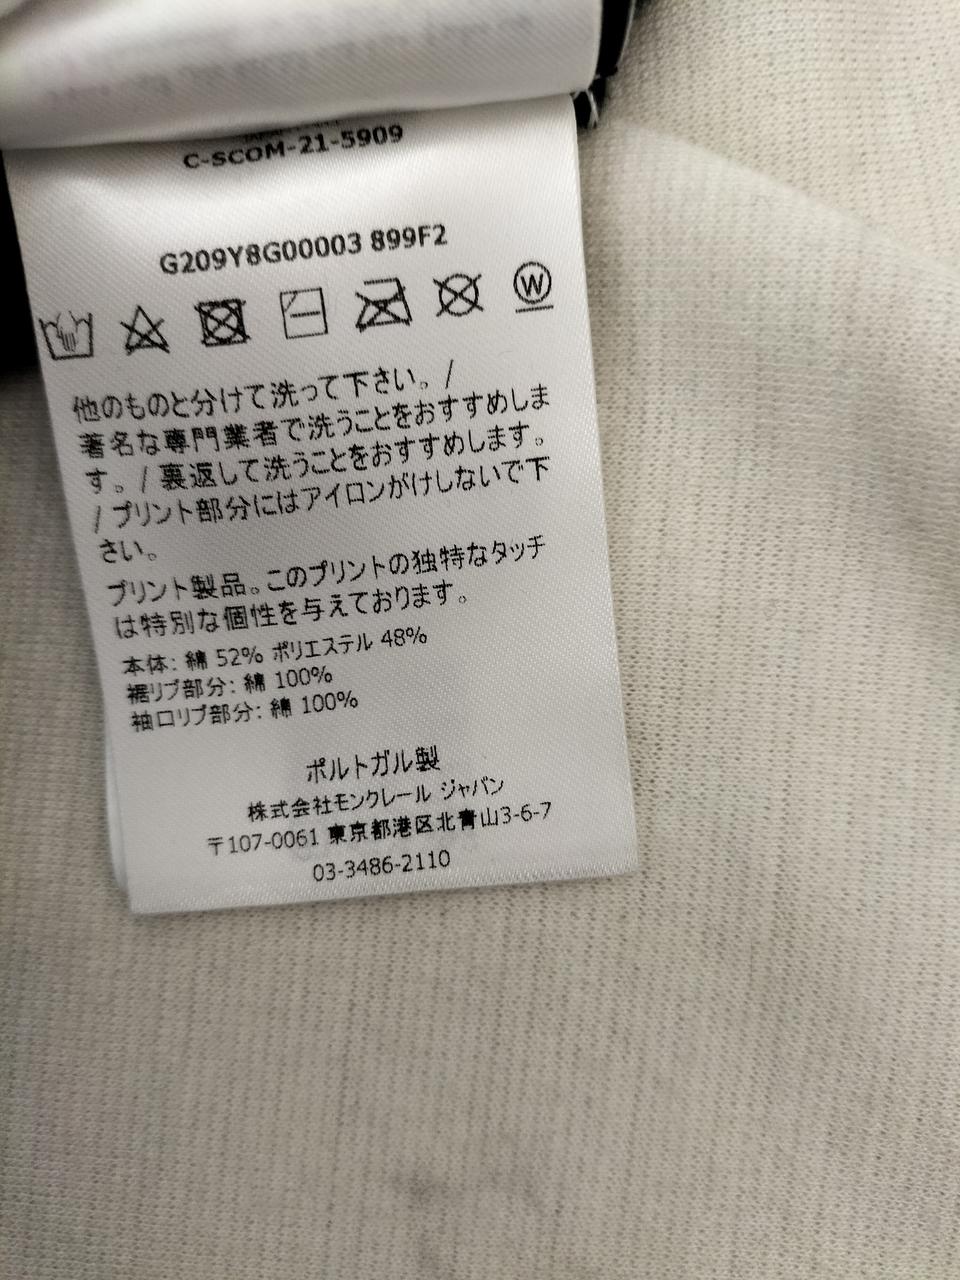 C-SCOM-21-5909
G209Y8G00003 899F2
W
他のものと分けて洗って下さい。 /
著名な専門業者で洗うことをおすすめしま
す。 / 裏返して洗うことをおすすめします。
/ プリント部分にはアイロンがけしないで下
さい。
プリント製品。このプリントの独特なタッチ
は特別な個性を与えております。
本体: 綿 52% ポリエステル 48%
裾リブ部分: 綿 100%
袖口リブ部分: 綿 100%
ポルトガル製
株式会社モンクレール ジャパン
〒107-0061 東京都港区北青山3-6-7
03-3486-2110